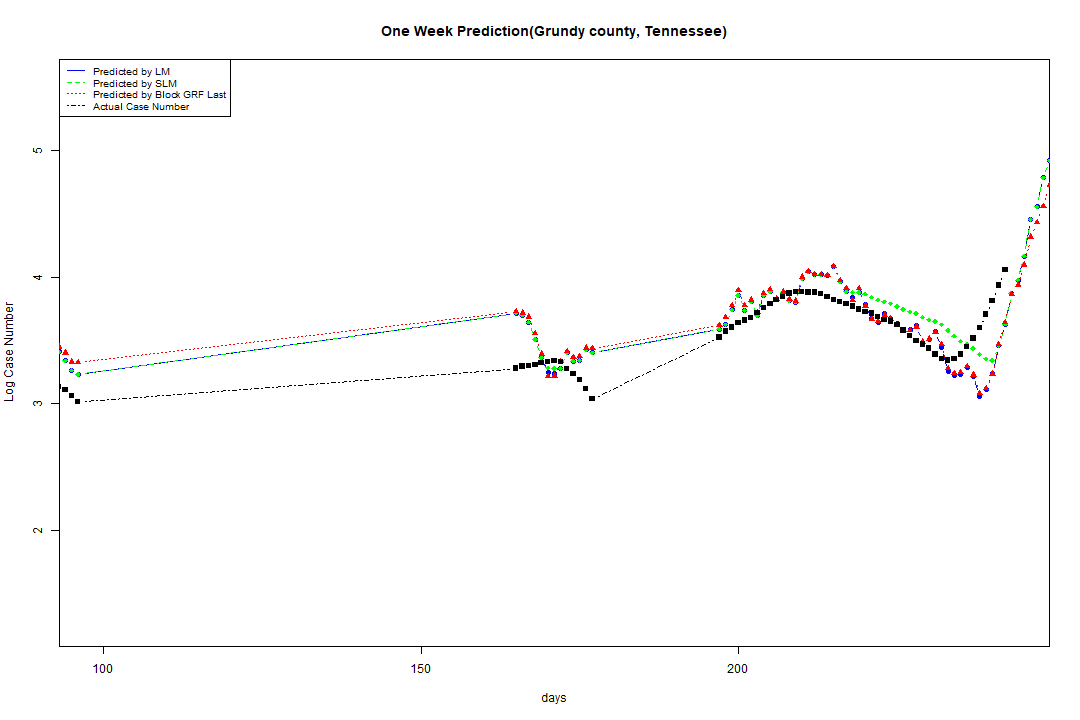 One Week Prediction(Grundy county, Tennessee)
Predicted by LM
Predicted by SLM
Predicted by Block GRF Last
Actual Case Number
5
4
3
2
Log Case Number
100
150
200
days